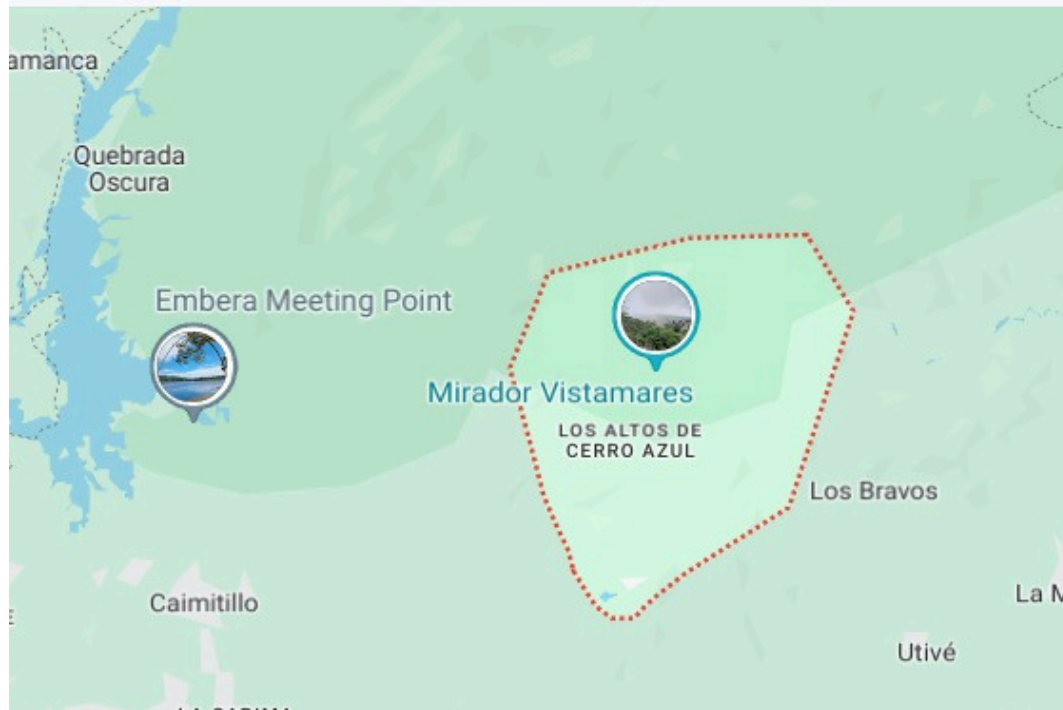 amanca
Quebrada
Oscura
Embera Meeting Point
Mirador Vistamares
LOS ALTOS DE
CERRO AZUL
Los Bravos
Caimitillo
La M
Utivé